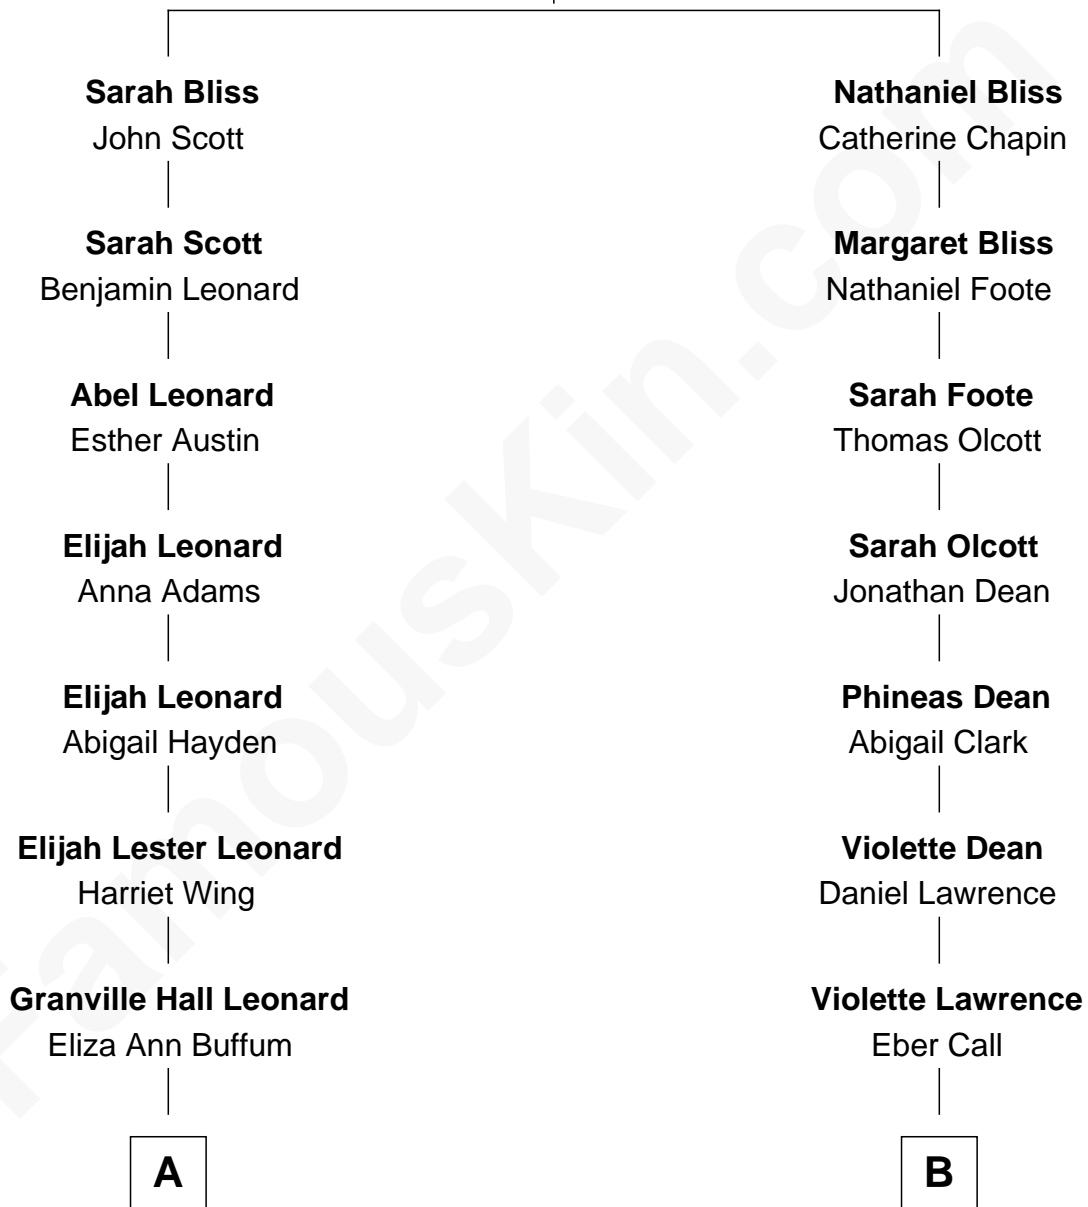 Sarah Bliss
John Scott
Sarah Scott
Benjamin Leonard
Abel Leonard
Esther Austin
Elijah Leonard
Anna Adams
Elijah Leonard
Abigail Hayden
Elijah Lester Leonard
Harriet Wing
Granville Hall Leonard
Eliza Ann Buffum
A
Nathaniel Bliss
Catherine Chapin
Margaret Bliss
Nathaniel Foote
Sarah Foote
Thomas Olcott
Sarah Olcott
Jonathan Dean
Phineas Dean
Abigail Clark
Violette Dean
Daniel Lawrence
Violette Lawrence
Eber Call
B
FamousKin.com